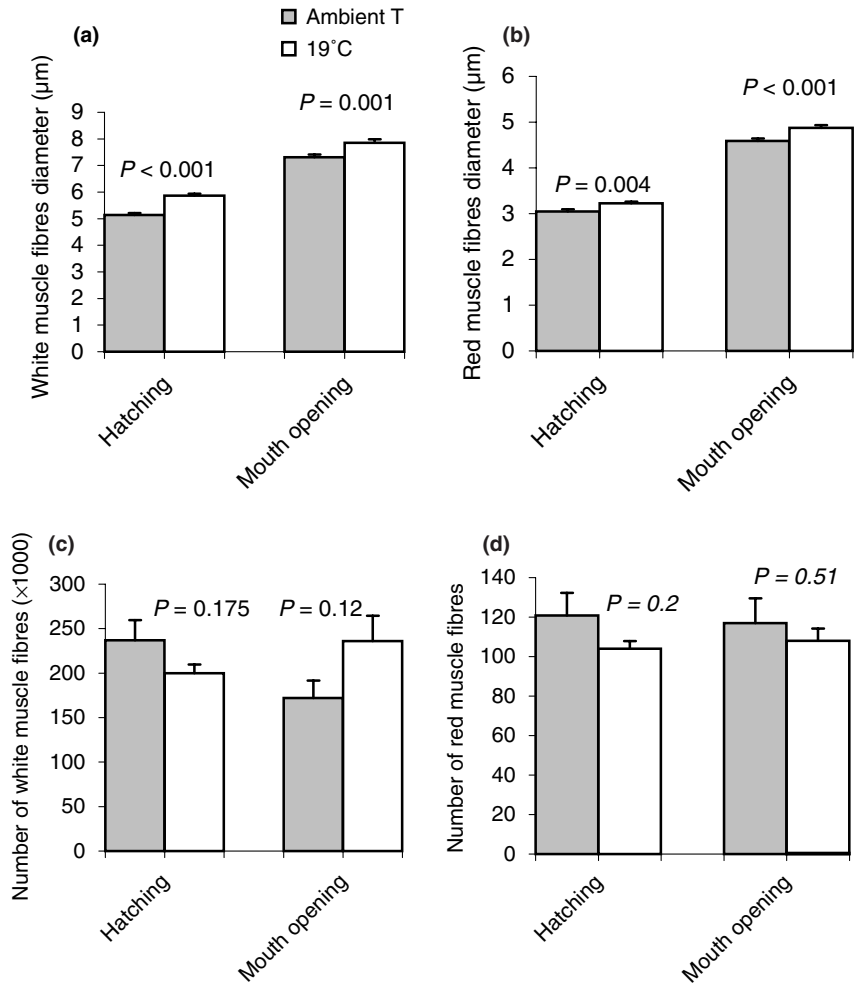 Ambient T
19˚C
(a)
White muscle fibres diameter (µm)
9
8
7
6
5
4
3
2
1
0
P < 0.001
P = 0.001
Hatching
Mouth opening
(b)
Red muscle fibres diameter (µm)
6
5
4
3
2
1
0
P = 0.004
P < 0.001
Hatching
Mouth opening
(c)
Number of white muscle fibres (×1000)
300
250
200
150
100
50
0
P = 0.175
P = 0.12
Hatching
Mouth opening
(d)
Number of red muscle fibres
140
120
100
80
60
40
20
0
P = 0.2
P = 0.51
Hatching
Mouth opening